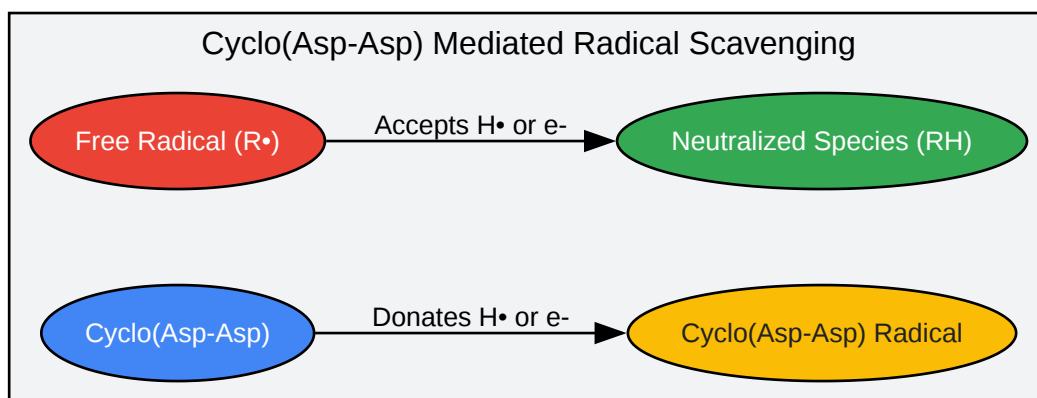 Cyclo(Asp-Asp) Mediated Radical Scavenging
Free Radical (R•)
Accepts H• or e-
Neutralized Species (RH)
Cyclo(Asp-Asp)
Donates H• or e-
Cyclo(Asp-Asp) Radical